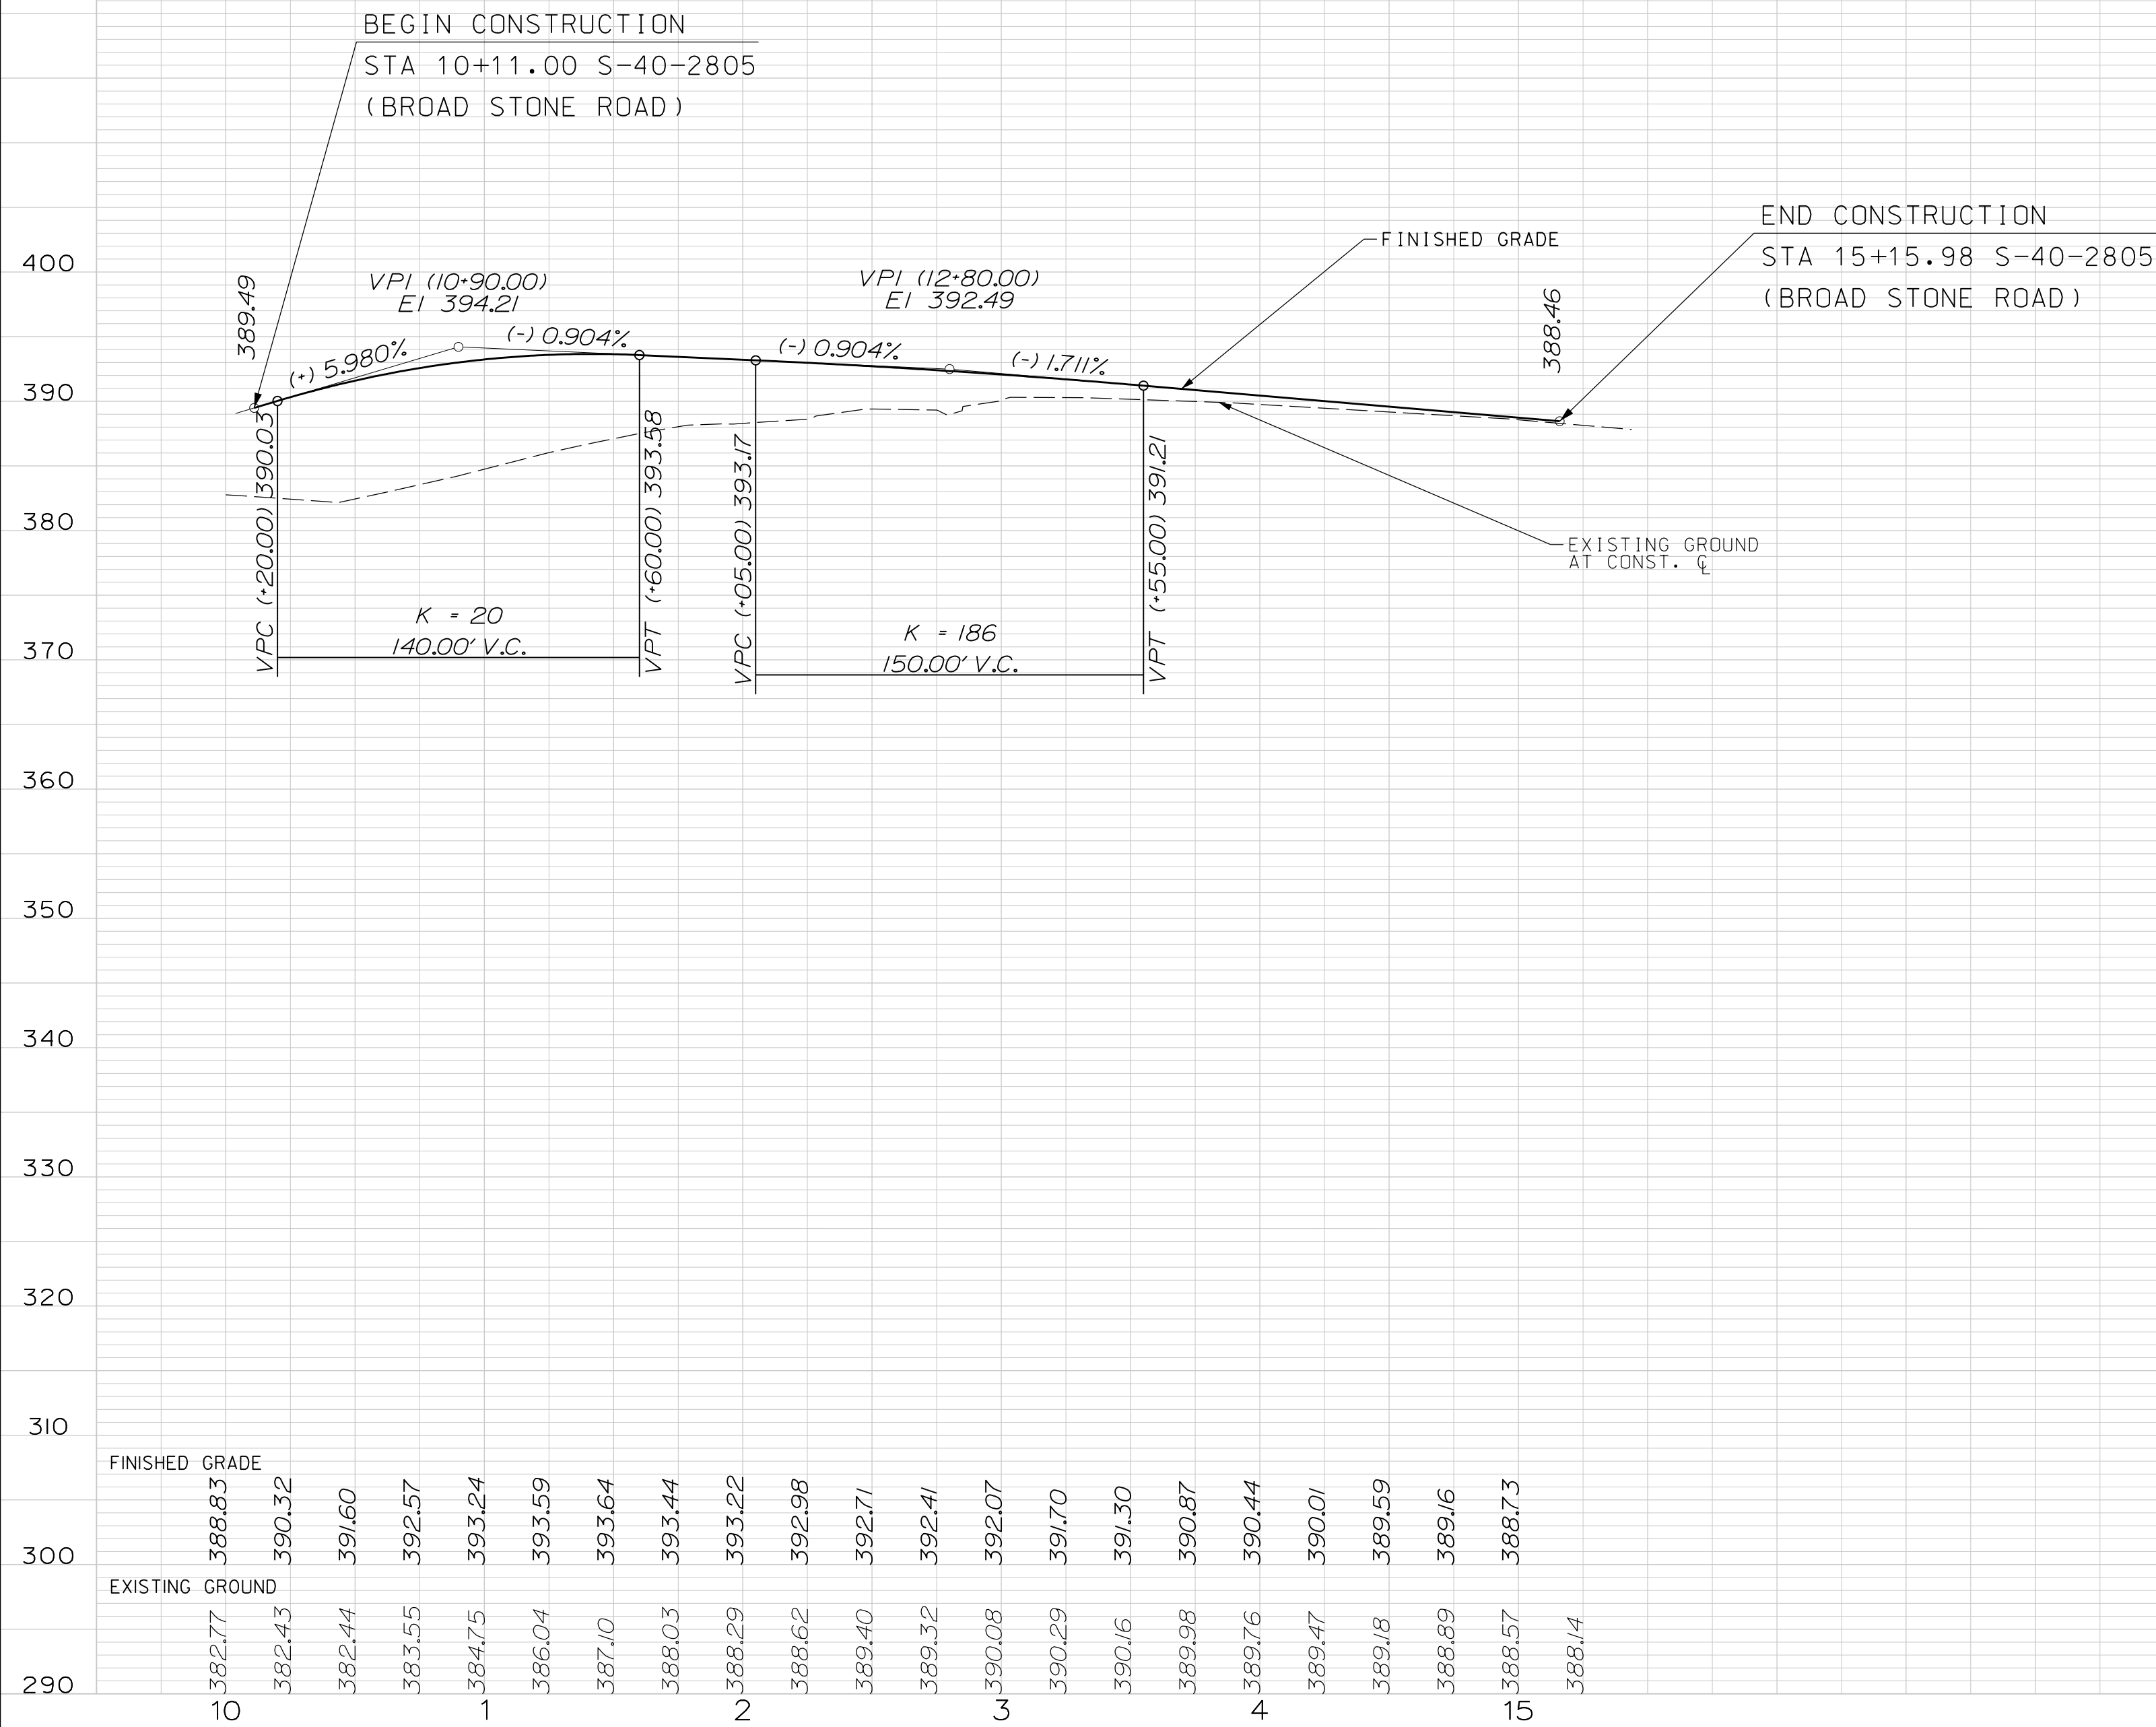 BEGIN CONSTRUCTION
STA 10+11.00 S-40-2805
(BROAD STONE ROAD)
END CONSTRUCTION
STA 15+15.98 S-40-2805
(BROAD STONE ROAD)
FINISHED GRADE
400
389.49
VPI (10+90.00)
El 394.21
VPI (12+80.00)
El 392.49
388.46
(+) 5.980%
(-) 0.904%
(-) 0.904%
(-) 1.711%
390
VPC (+20.00) 390.03
VPT (+60.00) 393.58
VPC (+05.00) 393.17
VPT (+55.00) 391.21
380
EXISTING GROUND
AT CONST. ℄
K = 20
140.00' V.C.
K = 186
150.00' V.C.
370
360
350
340
330
320
310
FINISHED GRADE
388.83 390.32 391.60 392.57 393.24 393.59 393.64 393.44 393.22 392.98 392.71 392.41 392.07 391.70 391.30 390.87 390.44 390.01 389.59 389.16 388.73
300
EXISTING GROUND
382.77 382.43 382.44 383.55 384.75 386.04 387.10 388.03 388.29 388.62 389.40 389.32 390.08 390.29 390.16 389.98 389.76 389.47 389.18 388.89 388.57 388.14
290
10 1 2 3 4 15